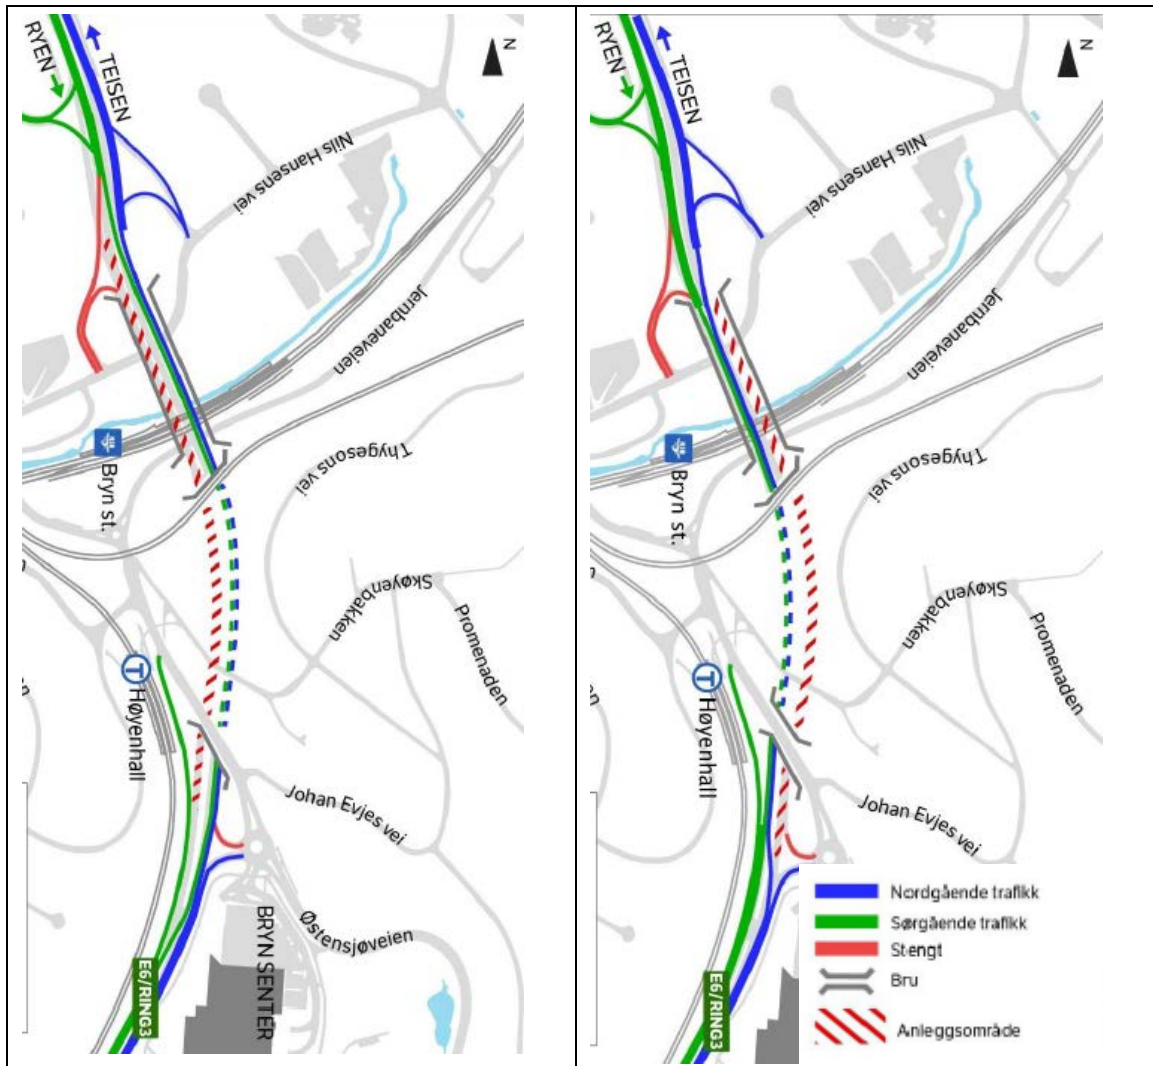 RYEN
TEISEN
N
Nils Hansens vei
Jernbaneveien
Bryn st.
Thygesons vei
Skøyenbakken
Promenaden
T
Høyenhall
Johan Evjes vei
BRYN SENTER
Østensjøveien
E6/RING3
RYEN
TEISEN
N
Nils Hansens vei
Jernbaneveien
Bryn st.
Thygesons vei
Skøyenbakken
Promenaden
T
Høyenhall
Johan Evjes vei
E6/RING3
Nordgående trafikk
Sørgående trafikk
Stengt
Bru
Anleggsområde